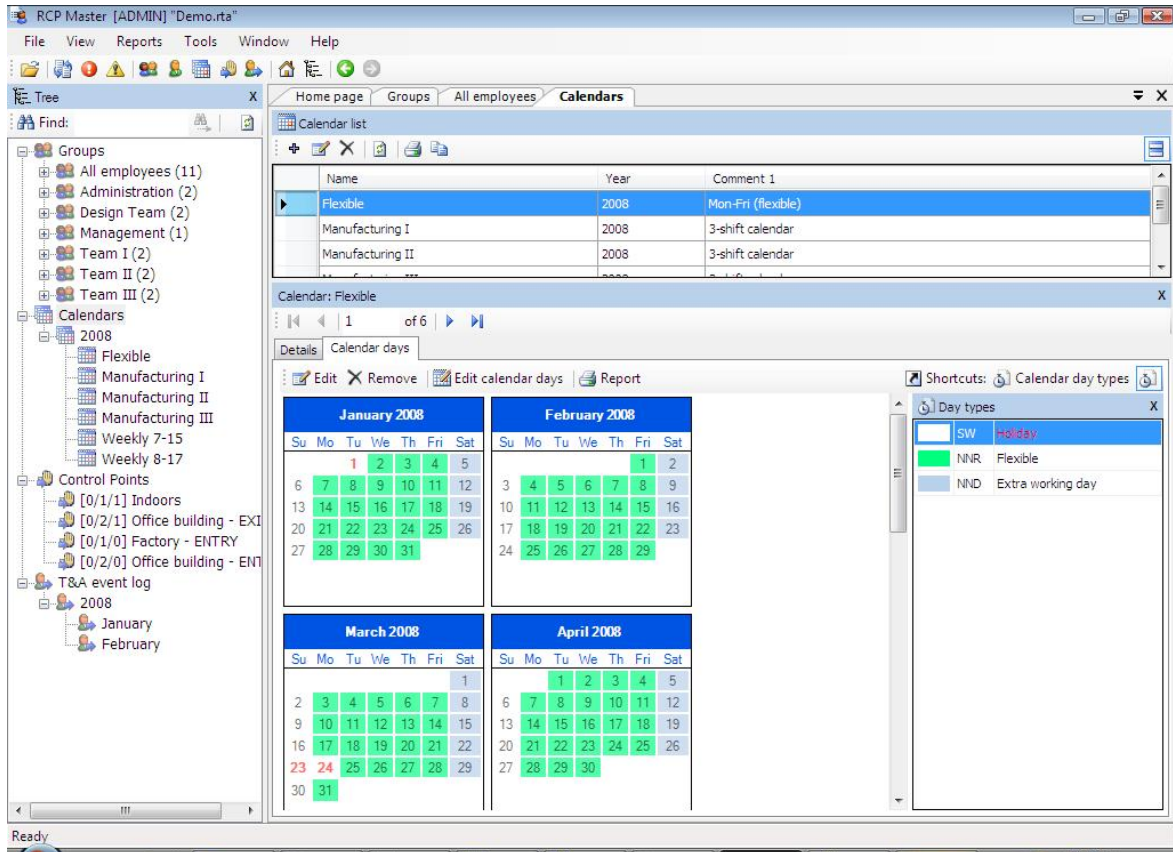 RCP Master [ADMIN] "Demo.rta"
File View Reports Tools Window Help
Tree X
Find:
Groups
All employees (11)
Administration (2)
Design Team (2)
Management (1)
Team I (2)
Team II (2)
Team III (2)
Calendars
2008
Flexible
Manufacturing I
Manufacturing II
Manufacturing III
Weekly 7-15
Weekly 8-17
Control Points
[0/1/1] Indoors
[0/2/1] Office building - EXI
[0/1/0] Factory - ENTRY
[0/2/0] Office building - ENT
T&A event log
2008
January
February
Home page Groups All employees Calendars X
Calendar list
Name Year Comment 1
Flexible 2008 Mon-Fri (flexible)
Manufacturing I 2008 3-shift calendar
Manufacturing II 2008 3-shift calendar
Calendar: Flexible X
1 of 6
Details Calendar days
Edit Remove Edit calendar days Report Shortcuts: Calendar day types
January 2008
Su Mo Tu We Th Fri Sat
1 2 3 4 5
6 7 8 9 10 11 12
13 14 15 16 17 18 19
20 21 22 23 24 25 26
27 28 29 30 31
February 2008
Su Mo Tu We Th Fri Sat
1 2
3 4 5 6 7 8 9
10 11 12 13 14 15 16
17 18 19 20 21 22 23
24 25 26 27 28 29
March 2008
Su Mo Tu We Th Fri Sat
1
2 3 4 5 6 7 8
9 10 11 12 13 14 15
16 17 18 19 20 21 22
23 24 25 26 27 28 29
30 31
April 2008
Su Mo Tu We Th Fri Sat
1 2 3 4 5
6 7 8 9 10 11 12
13 14 15 16 17 18 19
20 21 22 23 24 25 26
27 28 29 30
Day types X
SW Holiday
NNR Flexible
NND Extra working day
Ready